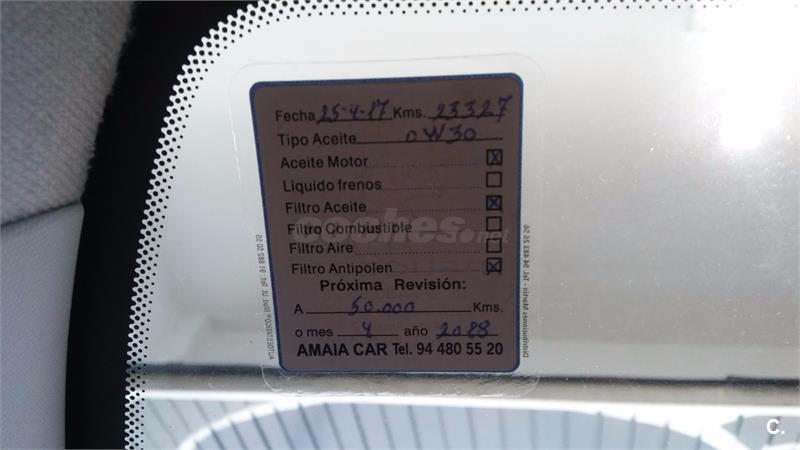 Fecha 25-4-17 Kms. 23327
Tipo Aceite 0W30
Aceite Motor ☒
Liquido frenos ☐
Filtro Aceite ☒
Filtro Combustible ☐
Filtro Aire ☐
Filtro Antipolen ☒
Próxima Revisión:
A 50.000 Kms.
o mes 4 año 2018
AMAIA CAR Tel. 94 480 55 20
coches.net
C.